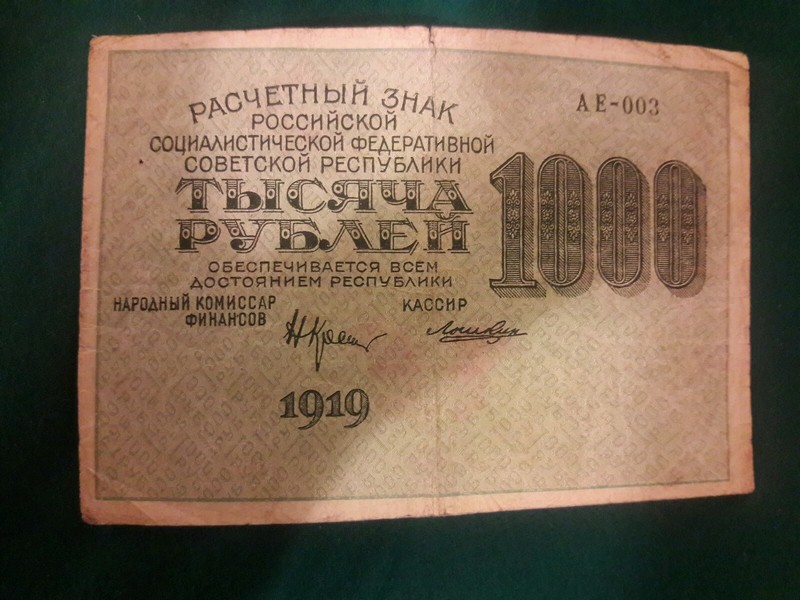 РАСЧЕТНЫЙ ЗНАК
РОССИЙСКОЙ
СОЦИАЛИСТИЧЕСКОЙ ФЕДЕРАТИВНОЙ
СОВЕТСКОЙ РЕСПУБЛИКИ
ТЫСЯЧА
РУБЛЕЙ
ОБЕСПЕЧИВАЕТСЯ ВСЕМ
ДОСТОЯНИЕМ РЕСПУБЛИКИ
НАРОДНЫЙ КОМИССАР
ФИНАНСОВ
КАССИР
1919
АЕ-003
1000